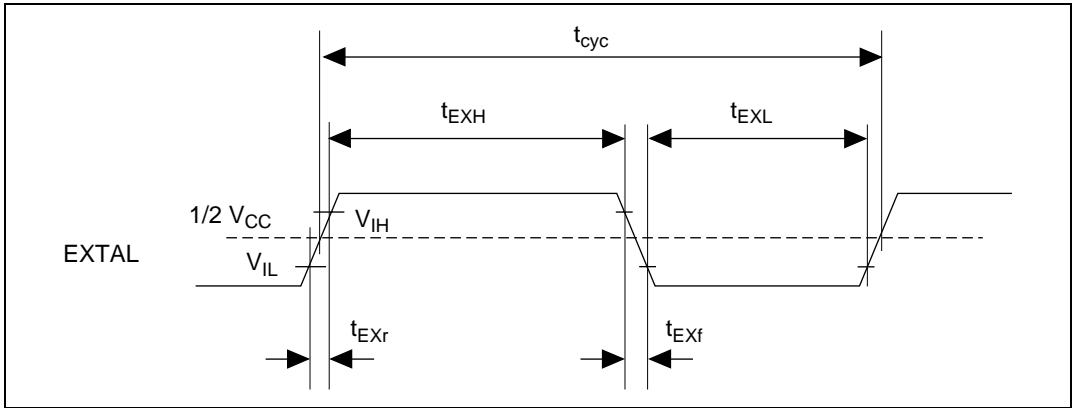 tcyc
tEXH
tEXL
1/2 VCC
VIH
EXTAL
VIL
tEXr
tEXf